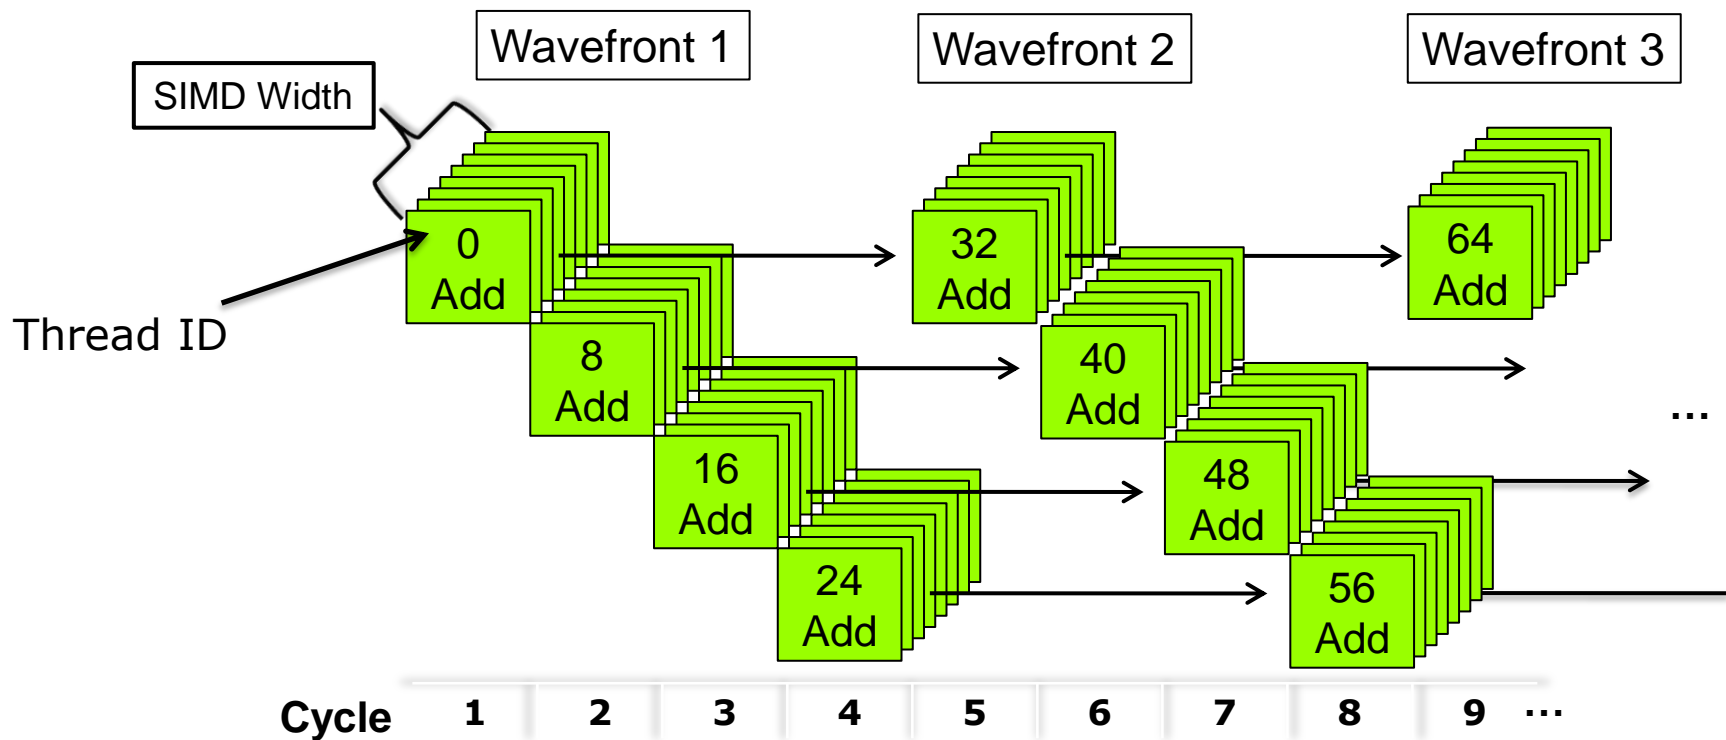 Wavefront 1
Wavefront 2
Wavefront 3
SIMD Width
0
Add
32
Add
64
Add
Thread ID
8
Add
40
Add
...
16
Add
48
Add
24
Add
56
Add
Cycle 1 2 3 4 5 6 7 8 9 ...